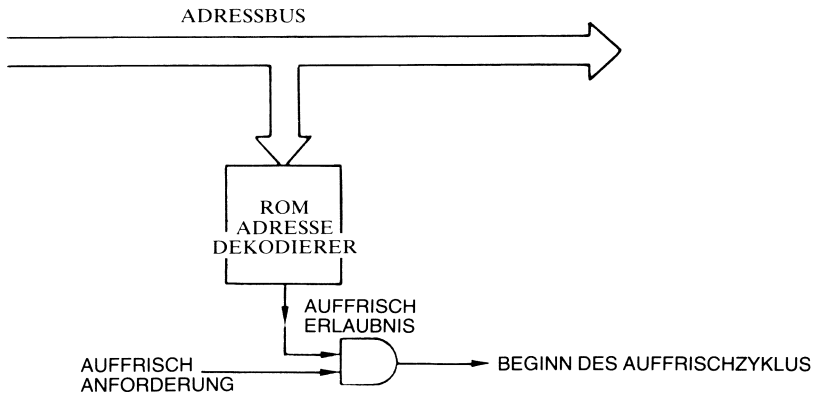 ADRESSBUS
ROM
ADRESSE
DEKODIERER
AUFFRISCH
ERLAUBNIS
AUFFRISCH
ANFORDERUNG
BEGINN DES AUFFRISCHZYKLUS